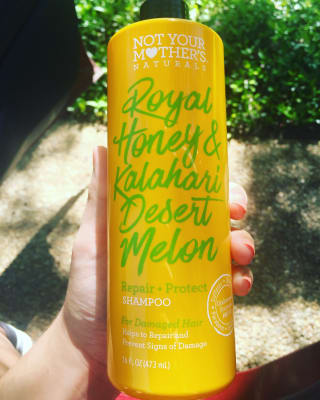 NOT YOUR
MOTHER'S
NATURALS
Royal
Honey &
Kalahari
Desert
Melon
Repair + Protect
SHAMPOO
For Damaged Hair
Helps to Repair and
Prevent Signs of Damage
16 fl oz (473 mL)